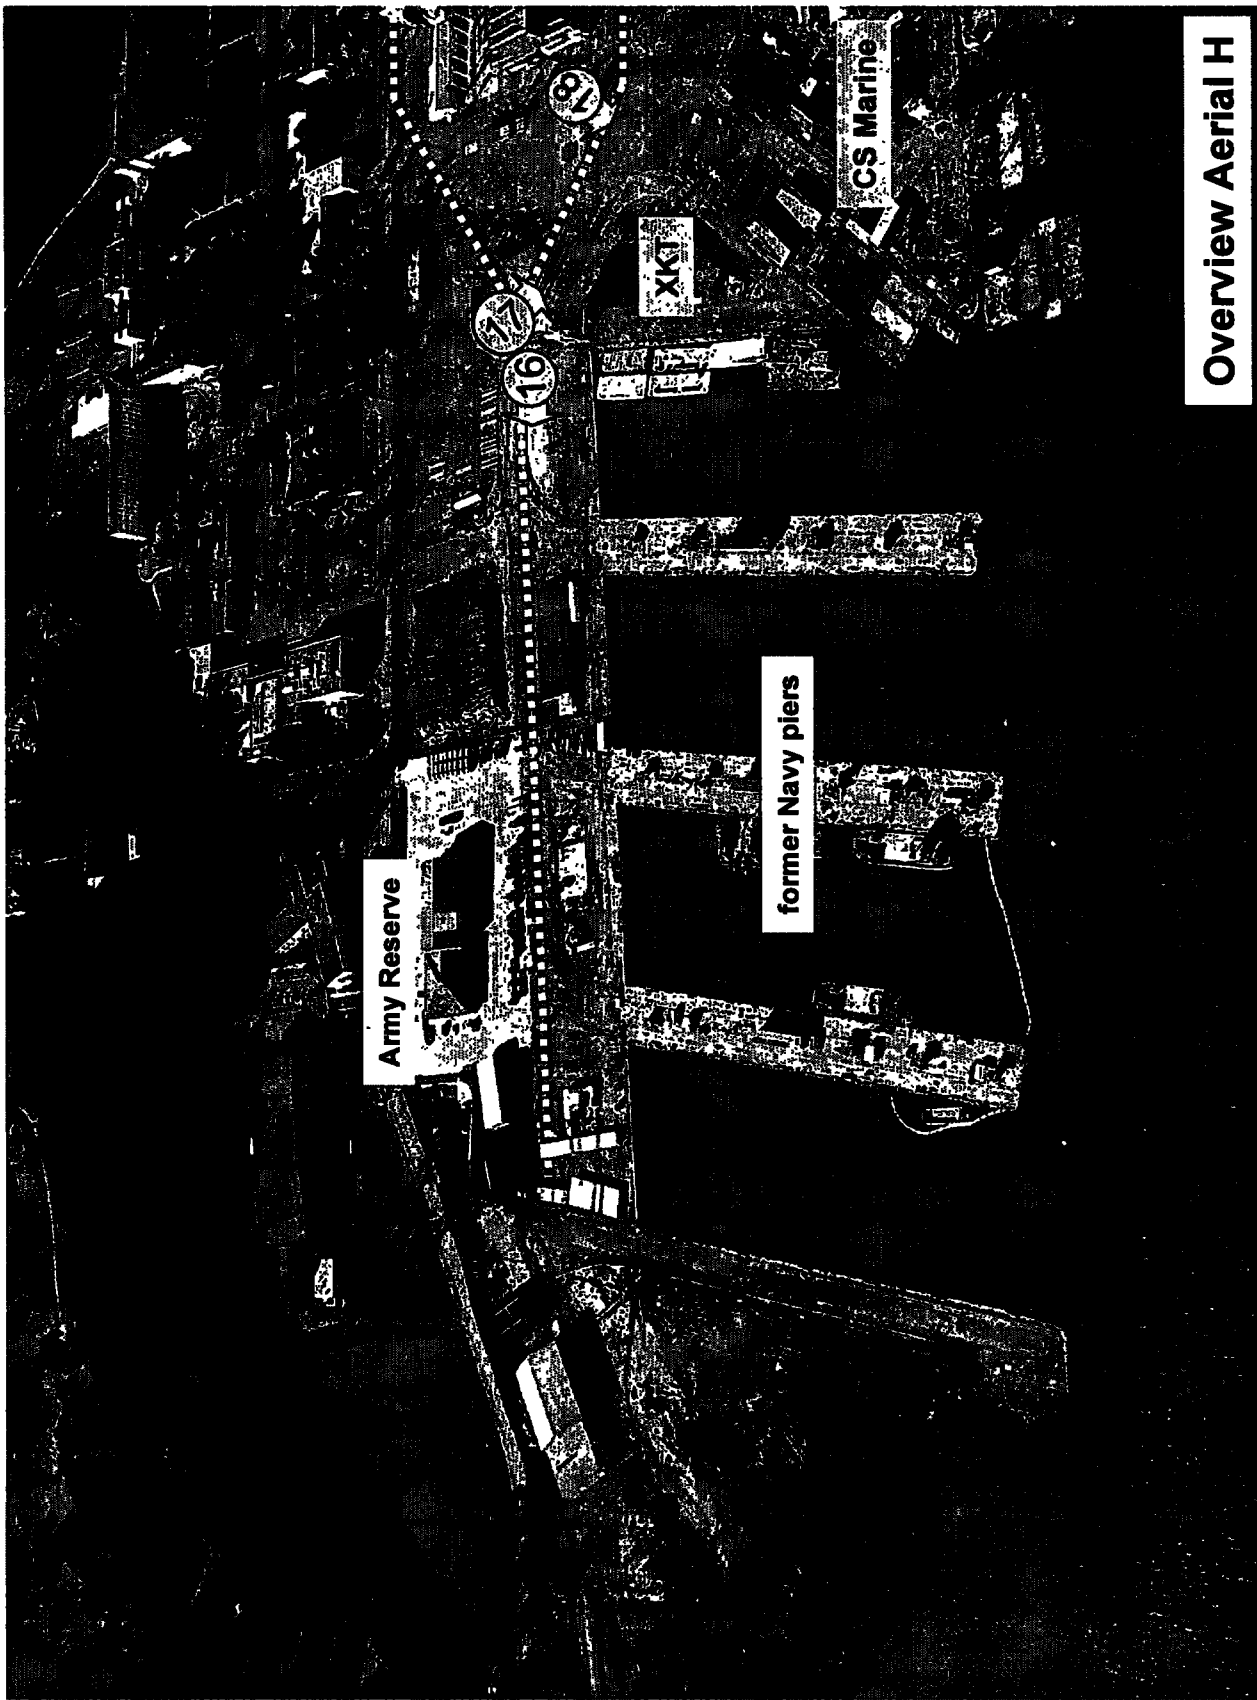 Overview Aerial H
Army Reserve
former Navy piers
XKT
CS Marine
16
17
18